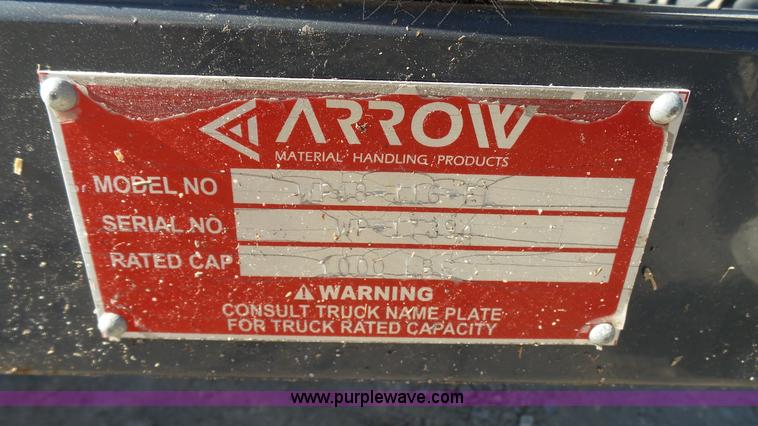 ARROW
MATERIAL HANDLING PRODUCTS
MODEL NO
SERIAL NO.
RATED CAP
⚠ WARNING
CONSULT TRUCK NAME PLATE
FOR TRUCK RATED CAPACITY
www.purplewave.com